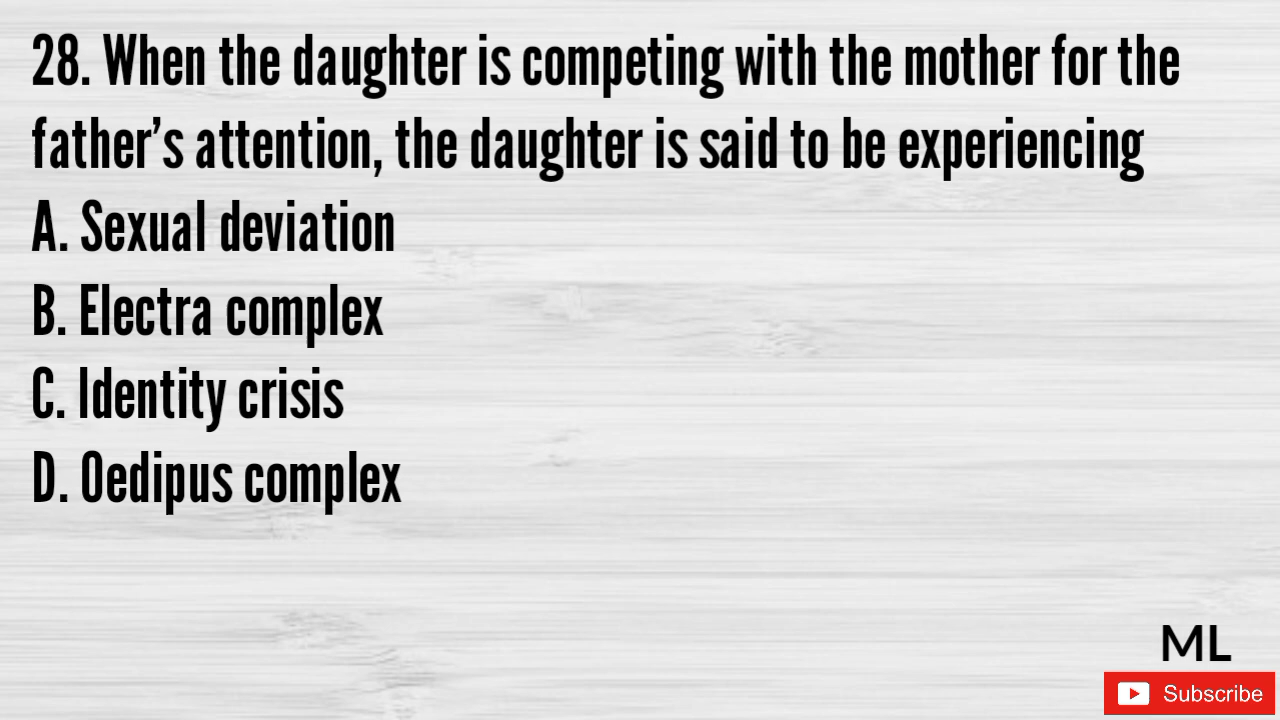 28. When the daughter is competing with the mother for the
father’s attention, the daughter is said to be experiencing
A. Sexual deviation
B. Electra complex
C. Identity crisis
D. Oedipus complex
ML
Subscribe